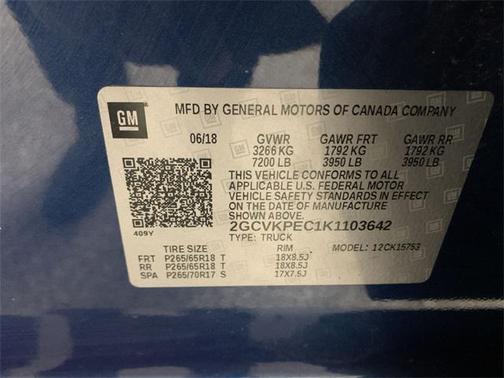 GM
MFD BY GENERAL MOTORS OF CANADA COMPANY
06/18 GVWR GAWR FRT GAWR RR
3266 KG 1792 KG 1792 KG
7200 LB 3950 LB 3950 LB
THIS VEHICLE CONFORMS TO ALL
APPLICABLE U.S. FEDERAL MOTOR
VEHICLE SAFETY STANDARDS IN EFFECT
ON THE DATE OF MANUFACTURE
SHOWN ABOVE
2GCVKPEC1K1103642
409Y TYPE: TRUCK
TIRE SIZE RIM MODEL: 12CK15753
FRT P265/65R18 T 18X8.5J
RR P265/65R18 T 18X8.5J
SPA P265/70R17 S 17X7.5J